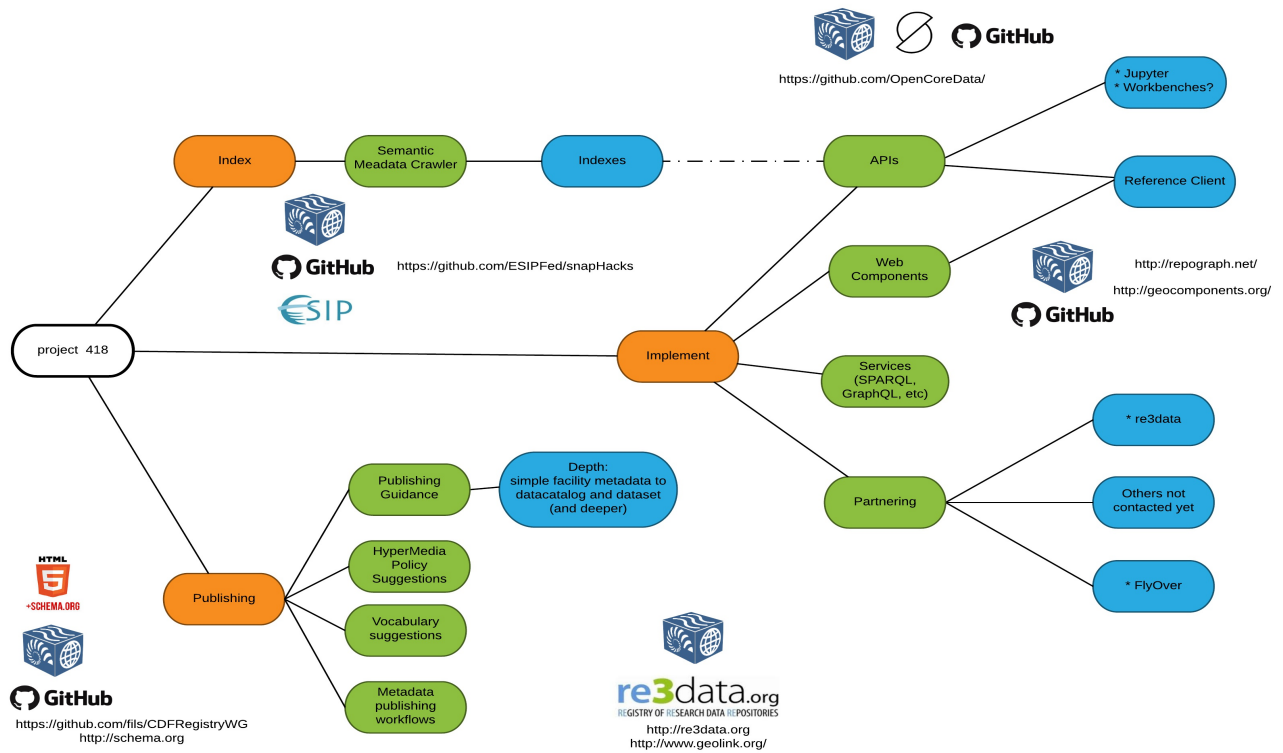 GitHub
https://github.com/OpenCoreData/
* Jupyter
* Workbenches?
Index
Semantic
Meadata Crawler
Indexes
APIs
Reference Client
GitHub
https://github.com/ESIPFed/snapHacks
ESIP
Web
Components
http://repograph.net/
http://geocomponents.org/
GitHub
project 418
Implement
Services
(SPARQL,
GraphQL, etc)
* re3data
Partnering
Others not
contacted yet
* FlyOver
Publishing
Guidance
Depth:
simple facility metadata to
datacatalog and dataset
(and deeper)
HyperMedia
Policy
Suggestions
Publishing
Vocabulary
suggestions
Metadata
publishing
workflows
HTML
5
+SCHEMA.ORG
GitHub
https://github.com/fils/CDFRegistryWG
http://schema.org
re3data.org
REGISTRY OF RESEARCH DATA REPOSITORIES
http://re3data.org
http://www.geolink.org/